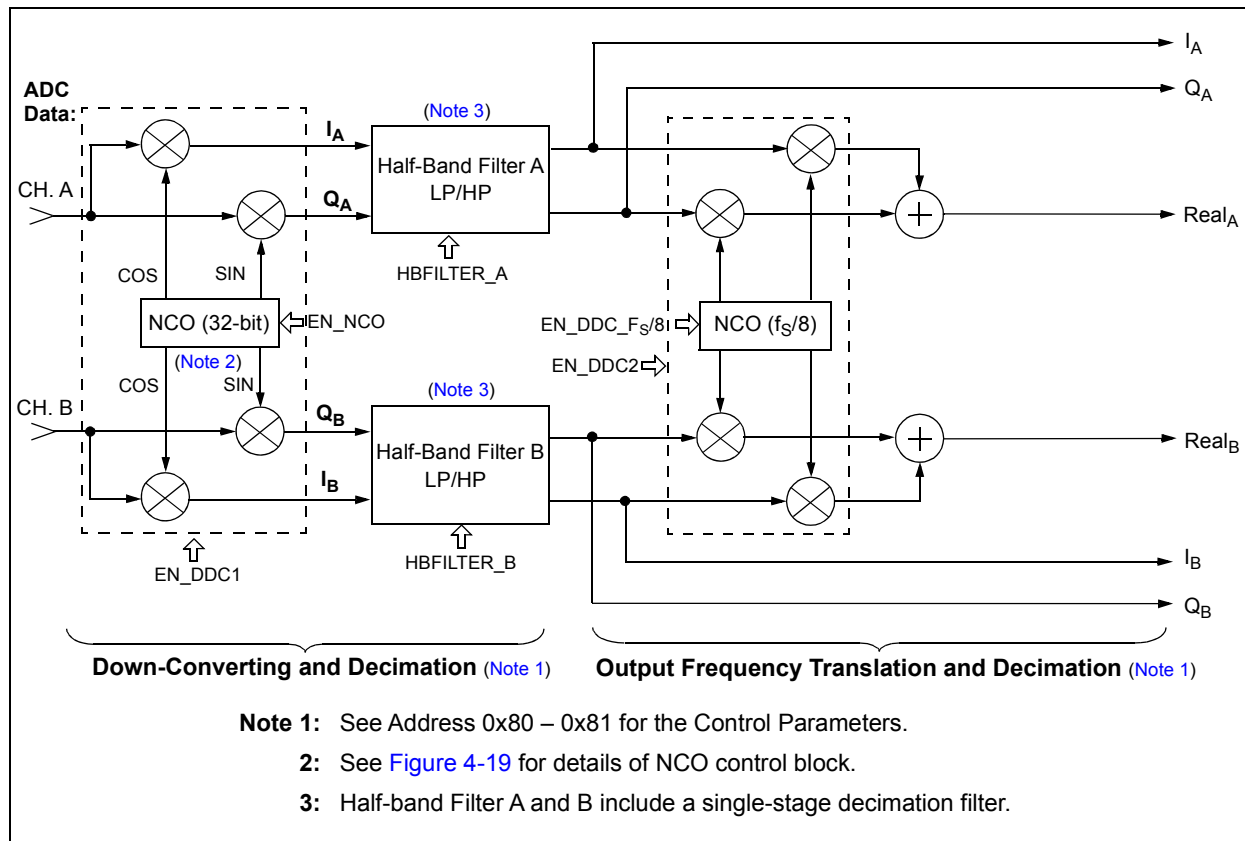 I_A
Q_A
ADC
Data:
(Note 3)
I_A
Half-Band Filter A
LP/HP
CH. A
Q_A
Real_A
HBFILTER_A
COS
SIN
NCO (32-bit)
EN_NCO
EN_DDC_F_S/8
NCO (f_S/8)
(Note 2)
EN_DDC2
COS
SIN
(Note 3)
CH. B
Q_B
Half-Band Filter B
LP/HP
Real_B
I_B
HBFILTER_B
EN_DDC1
I_B
Q_B
Down-Converting and Decimation (Note 1)
Output Frequency Translation and Decimation (Note 1)
Note 1: See Address 0x80 – 0x81 for the Control Parameters.
2: See Figure 4-19 for details of NCO control block.
3: Half-band Filter A and B include a single-stage decimation filter.